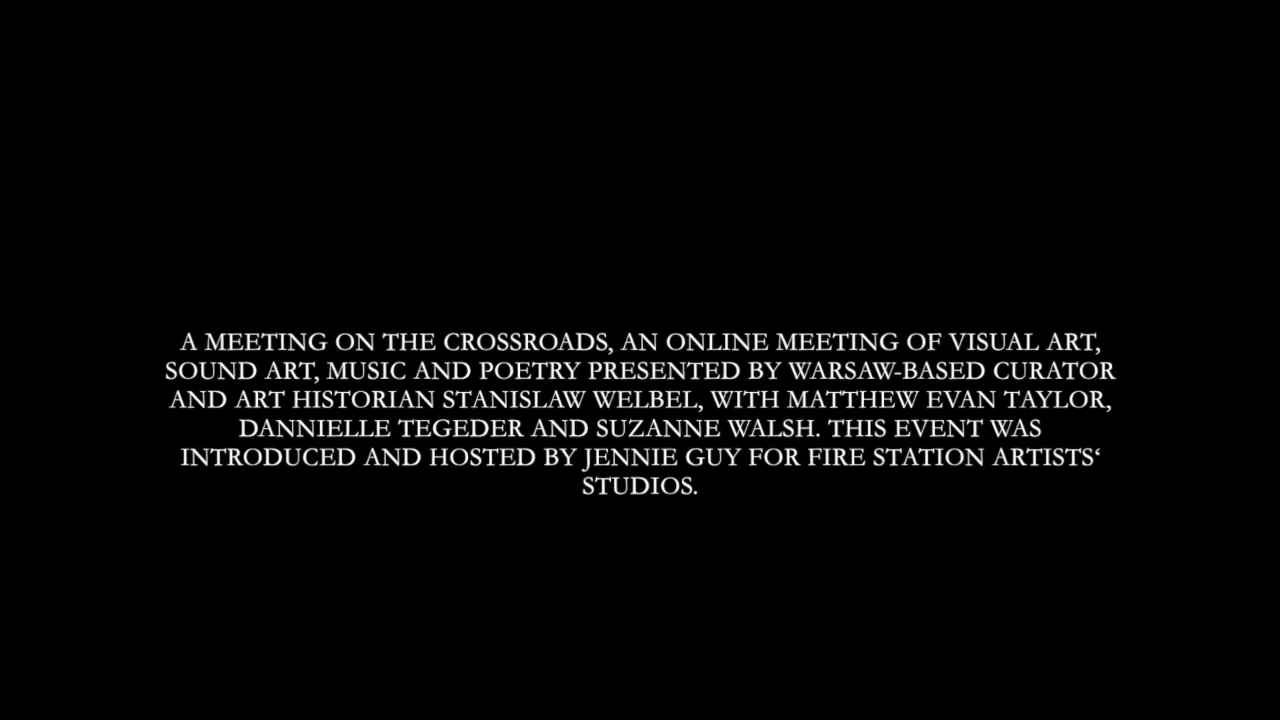 A MEETING ON THE CROSSROADS, AN ONLINE MEETING OF VISUAL ART,
SOUND ART, MUSIC AND POETRY PRESENTED BY WARSAW-BASED CURATOR
AND ART HISTORIAN STANISLAW WELBEL, WITH MATTHEW EVAN TAYLOR,
DANNIELLE TEGEDER AND SUZANNE WALSH. THIS EVENT WAS
INTRODUCED AND HOSTED BY JENNIE GUY FOR FIRE STATION ARTISTS‘
STUDIOS.